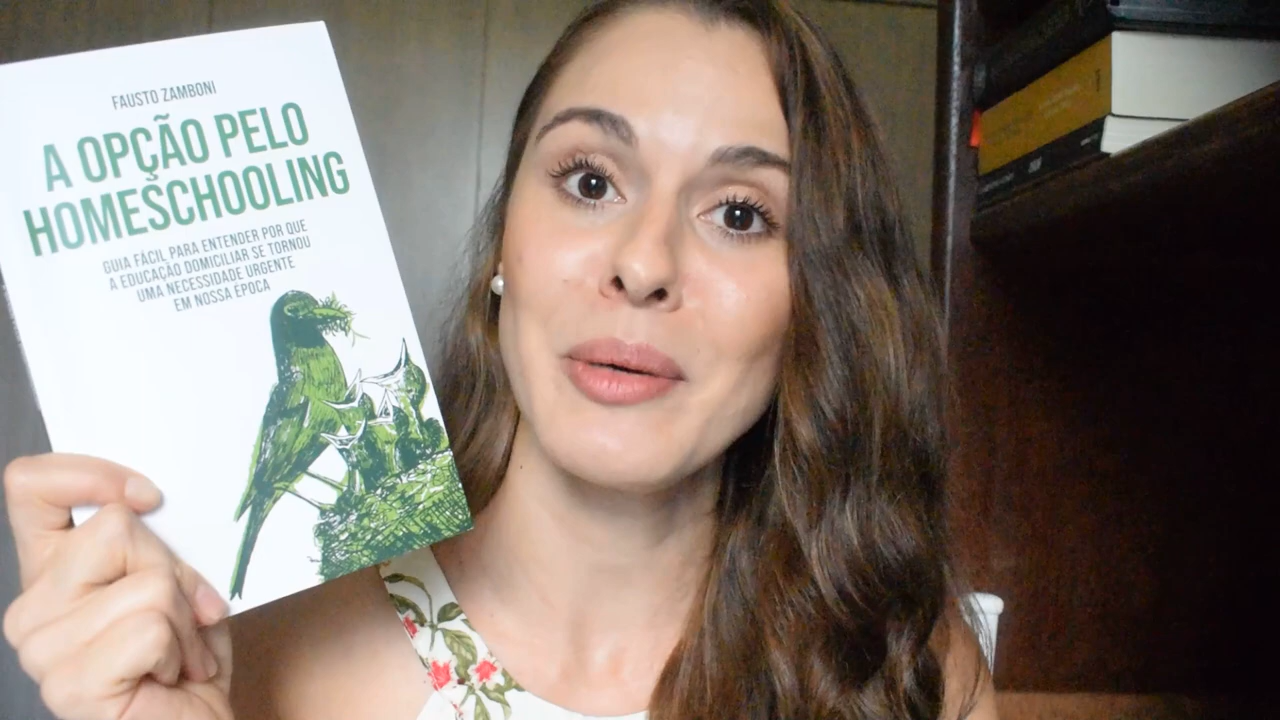 FAUSTO ZAMBONI
A OPÇÃO PELO
HOMESCHOOLING
GUIA FÁCIL PARA ENTENDER POR QUE
A EDUCAÇÃO DOMICILIAR SE TORNOU
UMA NECESSIDADE URGENTE
EM NOSSA ÉPOCA